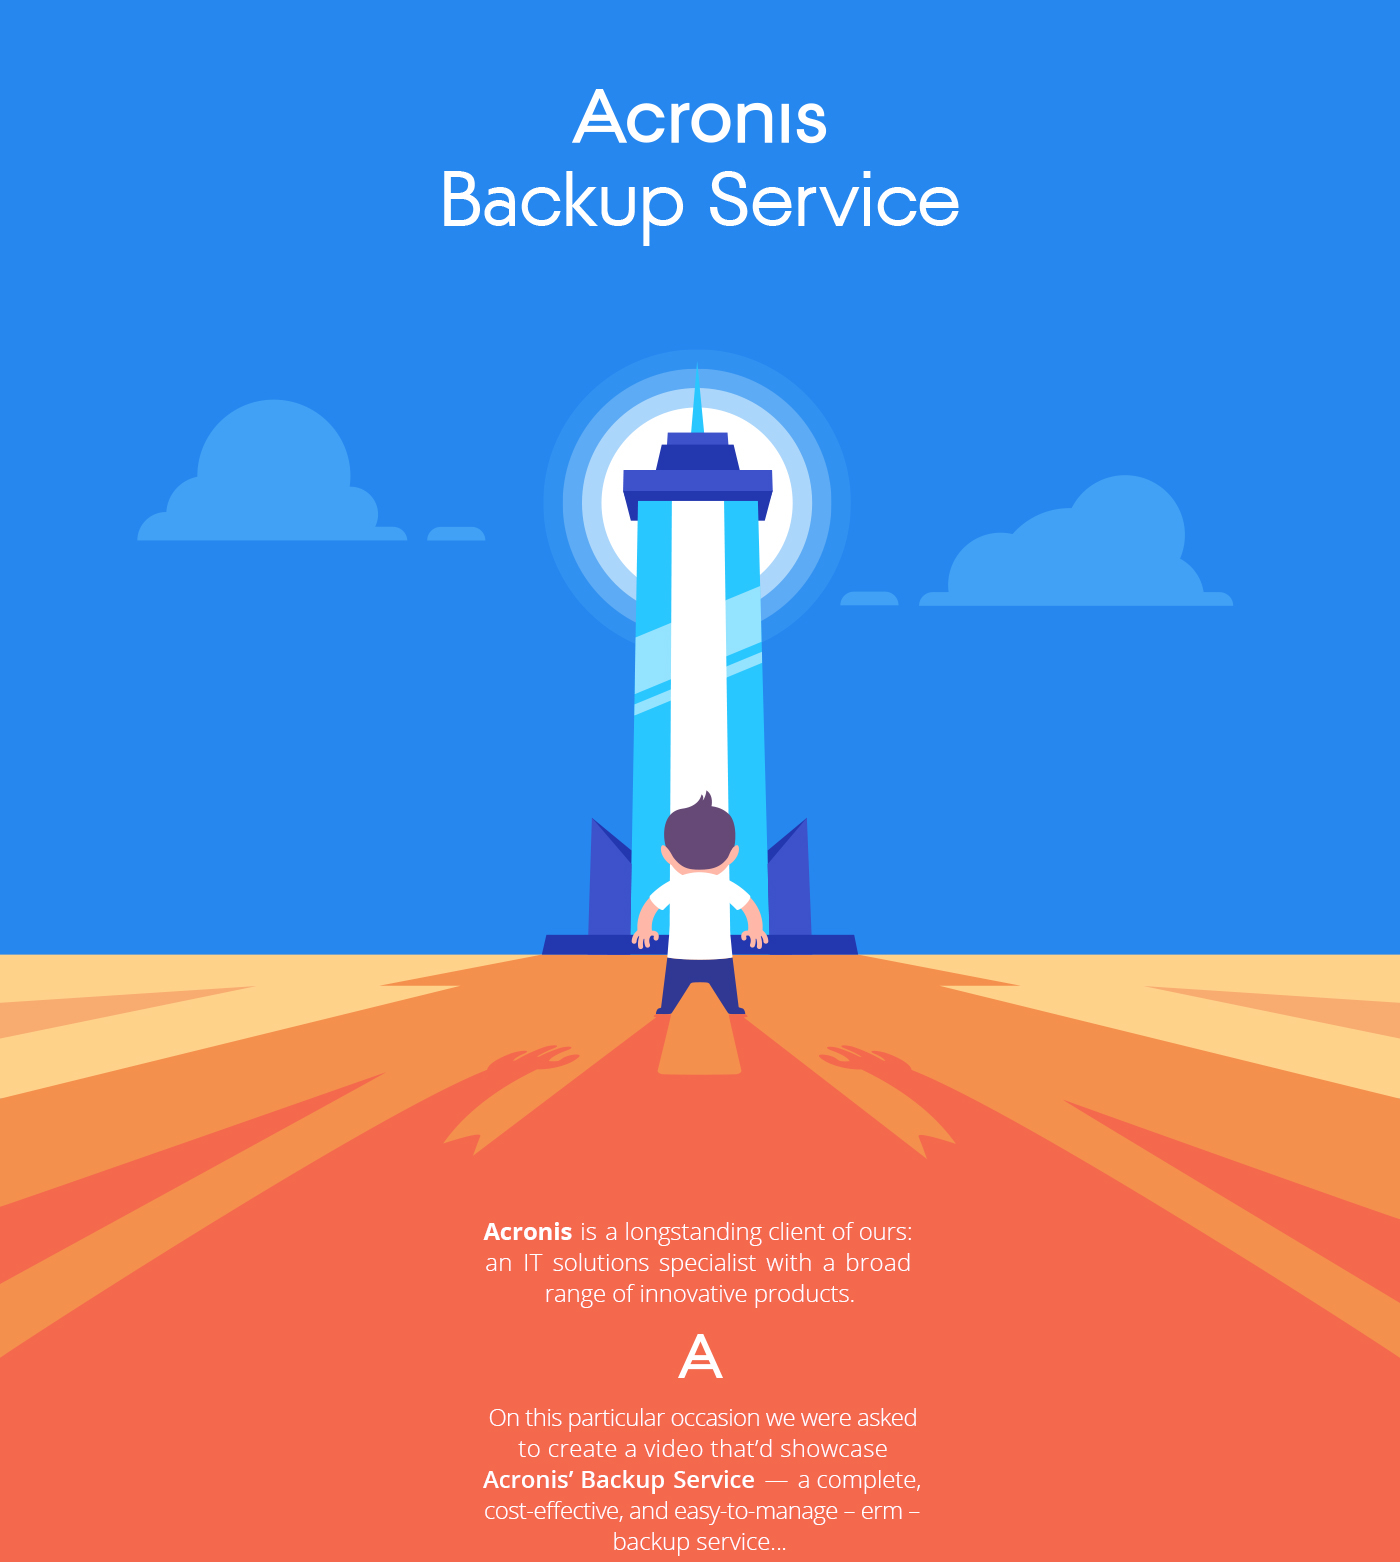 Acronis
Backup Service
Acronis is a longstanding client of ours:
an IT solutions specialist with a broad
range of innovative products.
A
On this particular occasion we were asked
to create a video that’d showcase
Acronis’ Backup Service — a complete,
cost-effective, and easy-to-manage – erm –
backup service...